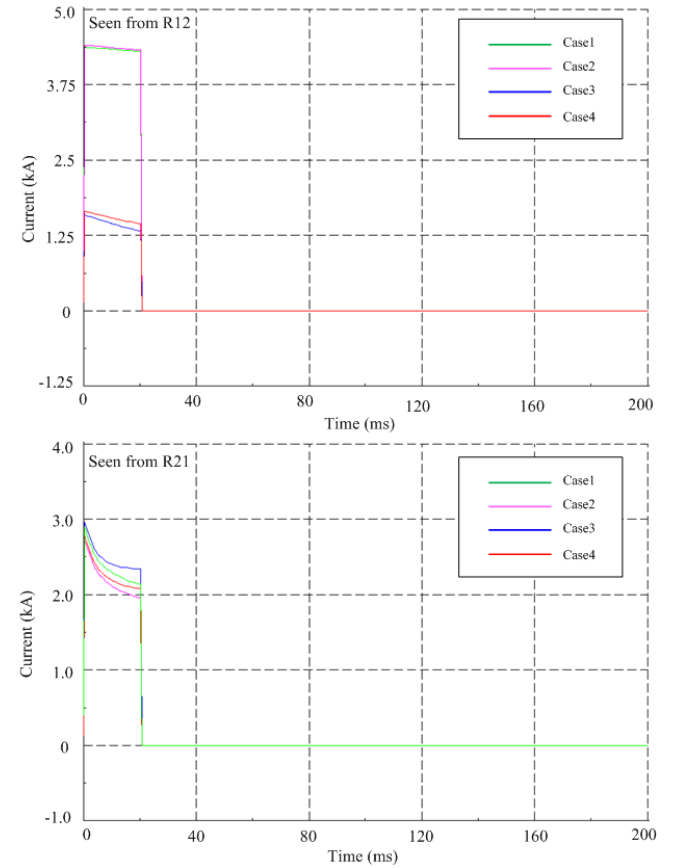 5.0
Seen from R12
Case1
Case2
Case3
Case4
3.75
2.5
1.25
0
-1.25
Current (kA)
0 40 80 120 160 200
Time (ms)
4.0
Seen from R21
Case1
Case2
Case3
Case4
3.0
2.0
1.0
0
-1.0
Current (kA)
0 40 80 120 160 200
Time (ms)